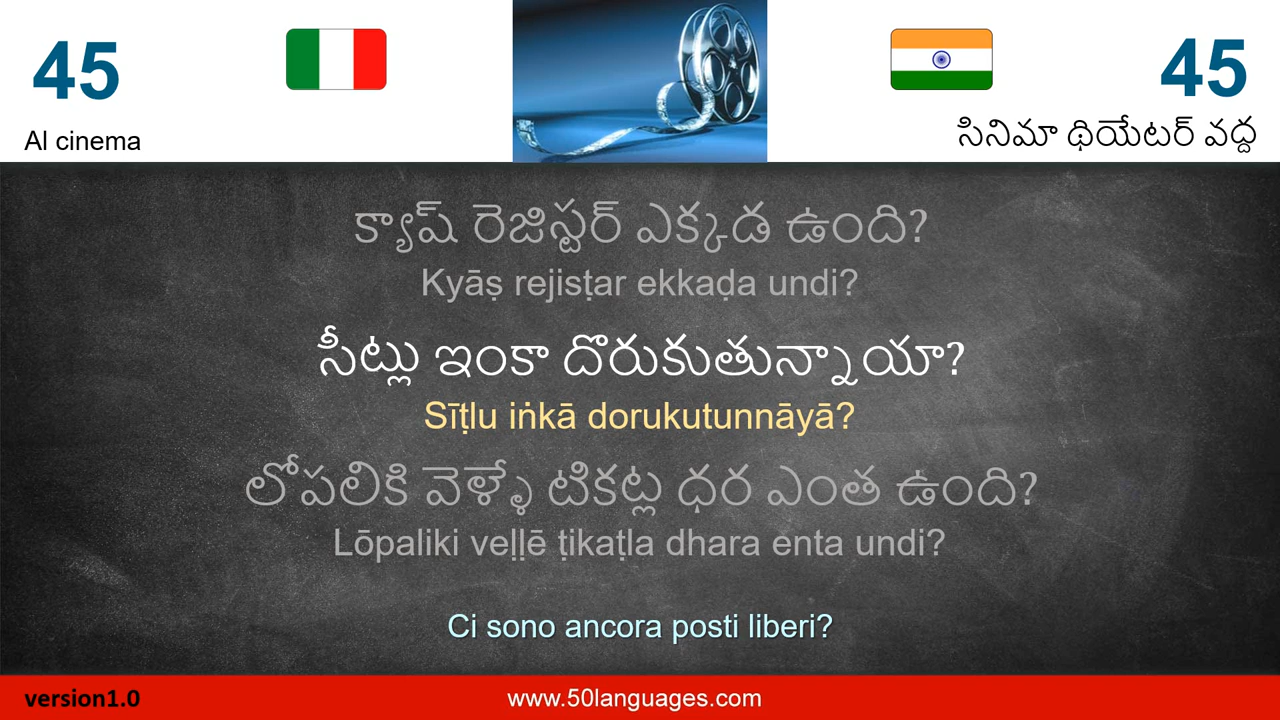 45
45
Al cinema
సినిమా థియేటర్ వద్ద
క్యాష్ రెజిస్టర్ ఎక్కడ ఉంది?
Kyāṣ rejisṭar ekkaḍa undi?
సీట్లు ఇంకా దొరుకుతున్నాయా?
Sīṭlu iṅkā dorukutunnāyā?
లోపలికి వెళ్ళే టికట్ల ధర ఎంత ఉంది?
Lōpaliki veḷḷē ṭikaṭla dhara enta undi?
Ci sono ancora posti liberi?
version1.0
www.50languages.com